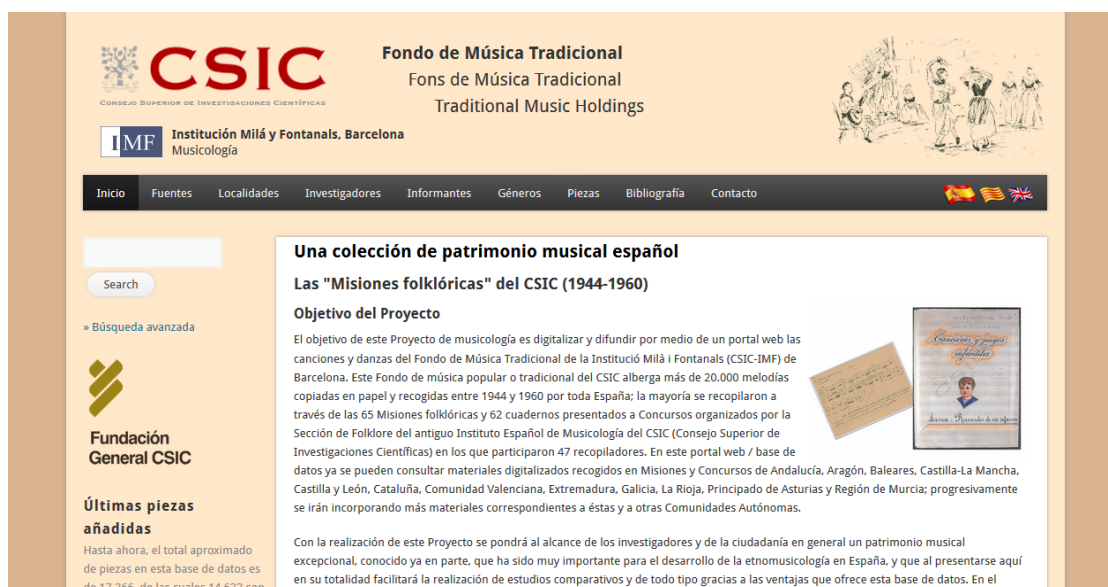 CSIC
CONSEJO SUPERIOR DE INVESTIGACIONES CIENTÍFICAS
Fondo de Música Tradicional
Fons de Música Tradicional
Traditional Music Holdings
IMF
Institución Milá y Fontanals, Barcelona
Musicología
Inicio Fuentes Localidades Investigadores Informantes Géneros Piezas Bibliografía Contacto
Search
» Búsqueda avanzada
Fundación
General CSIC
Últimas piezas
añadidas
Hasta ahora, el total aproximado
de piezas en esta base de datos es
de 17.366, de las cuales 14.622 son
Una colección de patrimonio musical español
Las "Misiones folklóricas" del CSIC (1944-1960)
Objetivo del Proyecto
El objetivo de este Proyecto de musicología es digitalizar y difundir por medio de un portal web las
canciones y danzas del Fondo de Música Tradicional de la Institució Milà i Fontanals (CSIC-IMF) de
Barcelona. Este Fondo de música popular o tradicional del CSIC alberga más de 20.000 melodías
copiadas en papel y recogidas entre 1944 y 1960 por toda España; la mayoría se recopilaron a
través de las 65 Misiones folklóricas y 62 cuadernos presentados a Concursos organizados por la
Sección de Folklore del antiguo Instituto Español de Musicología del CSIC (Consejo Superior de
Investigaciones Científicas) en los que participaron 47 recopiladores. En este portal web / base de
datos ya se pueden consultar materiales digitalizados recogidos en Misiones y Concursos de Andalucía, Aragón, Baleares, Castilla-La Mancha,
Castilla y León, Cataluña, Comunidad Valenciana, Extremadura, Galicia, La Rioja, Principado de Asturias y Región de Murcia; progresivamente
se irán incorporando más materiales correspondientes a éstas y a otras Comunidades Autónomas.
Canciones y juegos
infantiles
Con la realización de este Proyecto se pondrá al alcance de los investigadores y de la ciudadanía en general un patrimonio musical
excepcional, conocido ya en parte, que ha sido muy importante para el desarrollo de la etnomusicología en España, y que al presentarse aquí
en su totalidad facilitará la realización de estudios comparativos y de todo tipo gracias a las ventajas que ofrece esta base de datos. En el